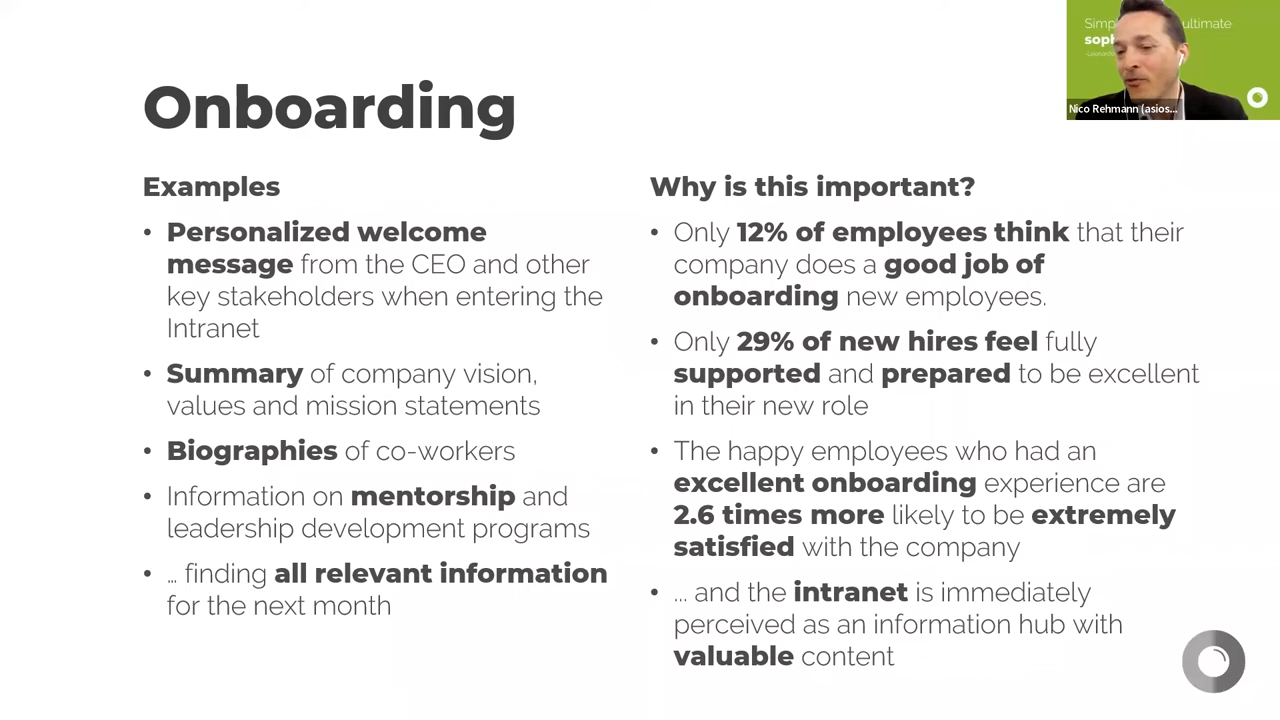 Onboarding
Examples
• Personalized welcome
message from the CEO and other
key stakeholders when entering the
Intranet
• Summary of company vision,
values and mission statements
• Biographies of co-workers
• Information on mentorship and
leadership development programs
• … finding all relevant information
for the next month
Why is this important?
• Only 12% of employees think that their
company does a good job of
onboarding new employees.
• Only 29% of new hires feel fully
supported and prepared to be excellent
in their new role
• The happy employees who had an
excellent onboarding experience are
2.6 times more likely to be extremely
satisfied with the company
• ... and the intranet is immediately
perceived as an information hub with
valuable content
ultimate
Nico Rehmann (asios...